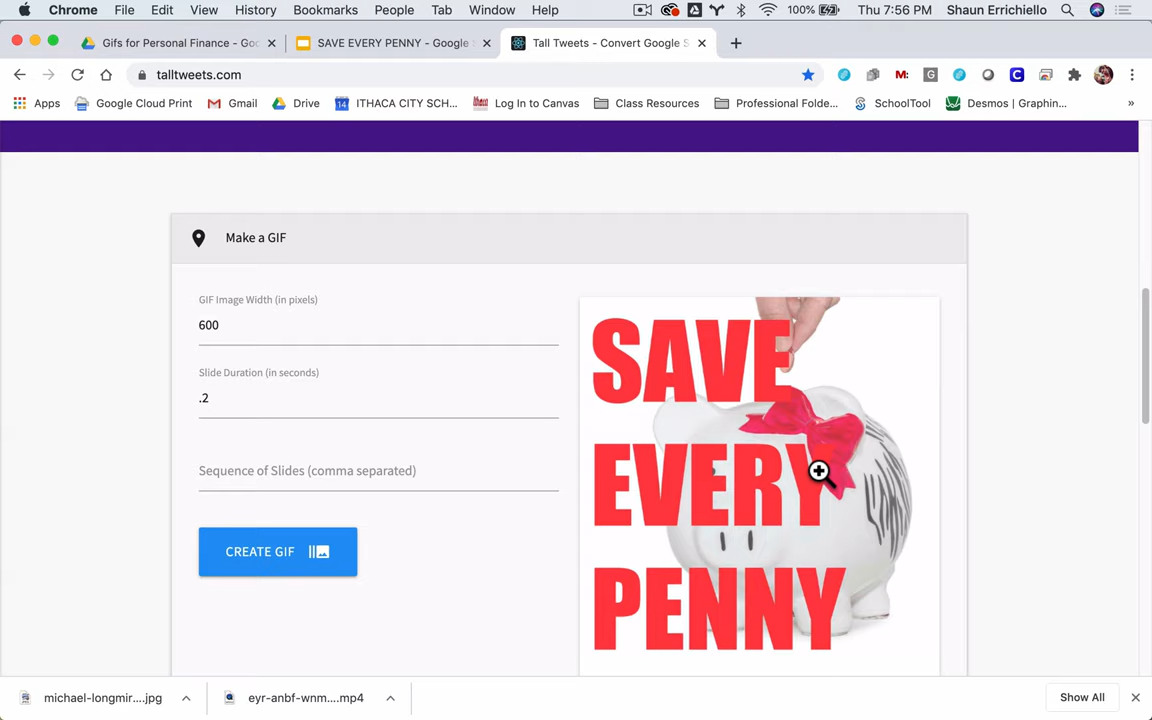 Chrome File Edit View History Bookmarks People Tab Window Help 100% Thu 7:56 PM Shaun Errichiello
Gifs for Personal Finance - Goo SAVE EVERY PENNY - Google Tall Tweets - Convert Google S
talltweets.com
Apps Google Cloud Print Gmail Drive ITHACA CITY SCH... Log In to Canvas Class Resources Professional Folde... SchoolTool Desmos | Graphin... »
Make a GIF
GIF Image Width (in pixels)
600
Slide Duration (in seconds)
.2
Sequence of Slides (comma separated)
CREATE GIF
SAVE
EVERY
PENNY
michael-longmir....jpg eyr-anbf-wnm....mp4 Show All